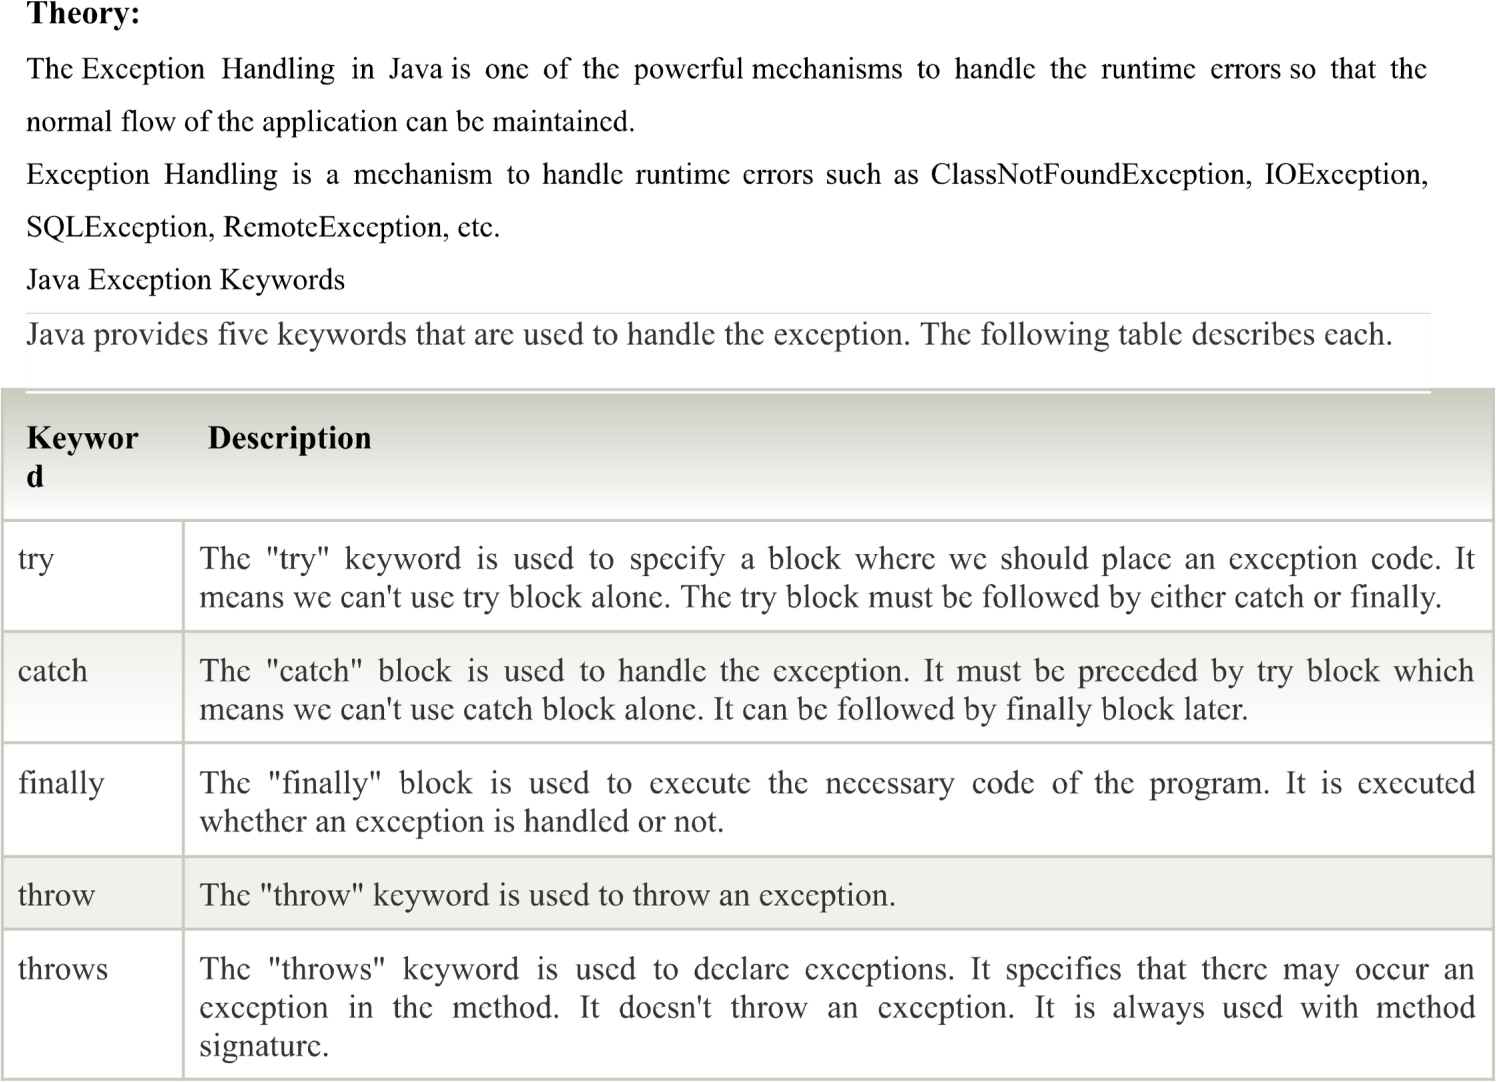 Theory:
The Exception Handling in Java is one of the powerful mechanisms to handle the runtime errors so that the
normal flow of the application can be maintained.
Exception Handling is a mechanism to handle runtime errors such as ClassNotFoundException, IOException,
SQLException, RemoteException, etc.
Java Exception Keywords
Java provides five keywords that are used to handle the exception. The following table describes each.
Keywor
d
Description
try
The "try" keyword is used to specify a block where we should place an exception code. It
means we can't use try block alone. The try block must be followed by either catch or finally.
catch
The "catch" block is used to handle the exception. It must be preceded by try block which
means we can't use catch block alone. It can be followed by finally block later.
finally
The "finally" block is used to execute the necessary code of the program. It is executed
whether an exception is handled or not.
throw
The "throw" keyword is used to throw an exception.
throws
The "throws" keyword is used to declare exceptions. It specifies that there may occur an
exception in the method. It doesn't throw an exception. It is always used with method
signature.